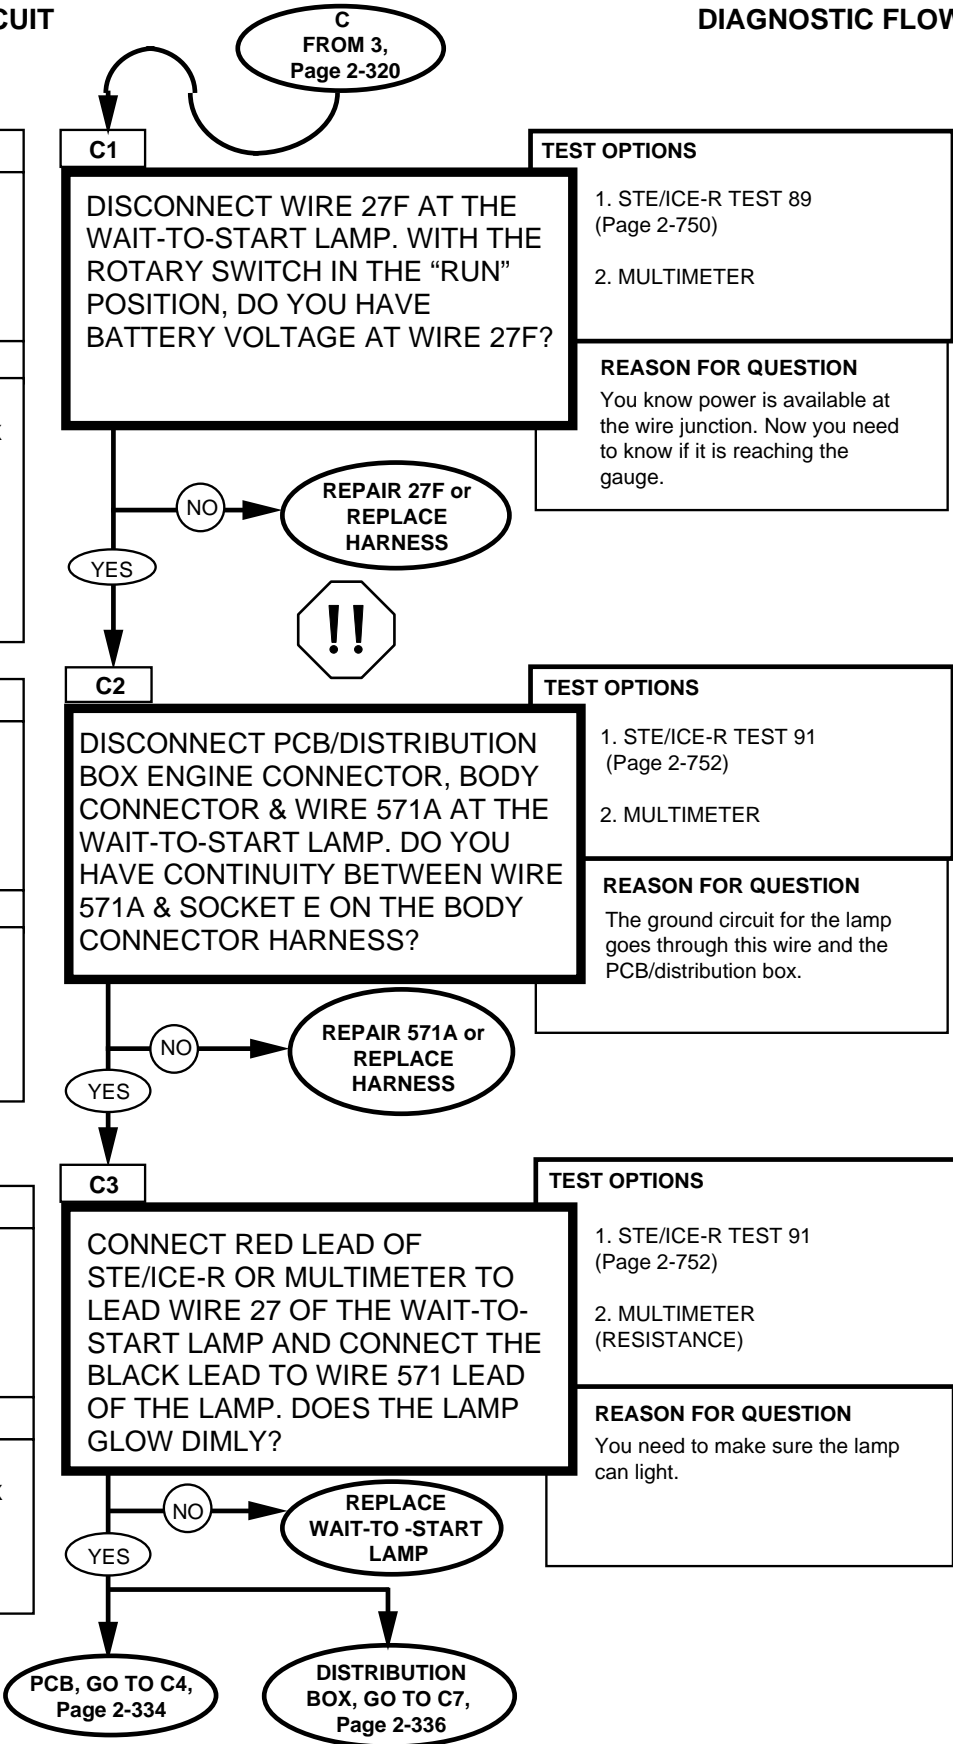 CUIT
DIAGNOSTIC FLOW
C
FROM 3,
Page 2-320
C1
DISCONNECT WIRE 27F AT THE
WAIT-TO-START LAMP. WITH THE
ROTARY SWITCH IN THE “RUN”
POSITION, DO YOU HAVE
BATTERY VOLTAGE AT WIRE 27F?
TEST OPTIONS
1. STE/ICE-R TEST 89
(Page 2-750)
2. MULTIMETER
REASON FOR QUESTION
You know power is available at
the wire junction. Now you need
to know if it is reaching the
gauge.
NO
REPAIR 27F or
REPLACE
HARNESS
YES
!!
C2
DISCONNECT PCB/DISTRIBUTION
BOX ENGINE CONNECTOR, BODY
CONNECTOR & WIRE 571A AT THE
WAIT-TO-START LAMP. DO YOU
HAVE CONTINUITY BETWEEN WIRE
571A & SOCKET E ON THE BODY
CONNECTOR HARNESS?
TEST OPTIONS
1. STE/ICE-R TEST 91
(Page 2-752)
2. MULTIMETER
REASON FOR QUESTION
The ground circuit for the lamp
goes through this wire and the
PCB/distribution box.
NO
REPAIR 571A or
REPLACE
HARNESS
YES
C3
CONNECT RED LEAD OF
STE/ICE-R OR MULTIMETER TO
LEAD WIRE 27 OF THE WAIT-TO-
START LAMP AND CONNECT THE
BLACK LEAD TO WIRE 571 LEAD
OF THE LAMP. DOES THE LAMP
GLOW DIMLY?
TEST OPTIONS
1. STE/ICE-R TEST 91
(Page 2-752)
2. MULTIMETER
(RESISTANCE)
REASON FOR QUESTION
You need to make sure the lamp
can light.
NO
REPLACE
WAIT-TO -START
LAMP
YES
PCB, GO TO C4,
Page 2-334
DISTRIBUTION
BOX, GO TO C7,
Page 2-336